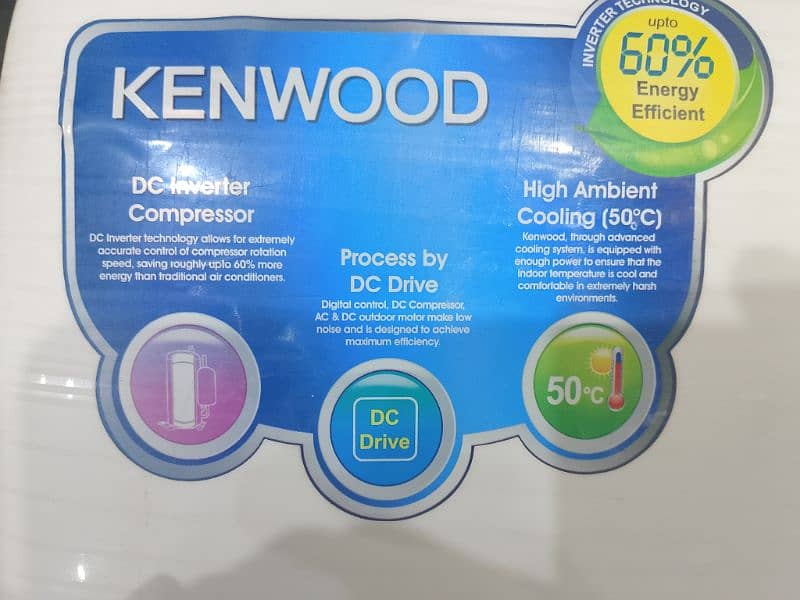 KENWOOD
INVERTER TECHNOLOGY
upto
60%
Energy
Efficient
DC Inverter
Compressor
DC Inverter technology allows for extremely
accurate control of compressor rotation
speed, saving roughly upto 60% more
energy than traditional air conditioners.
Process by
DC Drive
Digital control, DC Compressor,
AC & DC outdoor motor make low
noise and is designed to achieve
maximum efficiency.
High Ambient
Cooling (50°C)
Kenwood, through advanced
cooling system, is equipped with
enough power to ensure that the
indoor temperature is cool and
comfortable in extremely harsh
environments.
DC
Drive
50°C